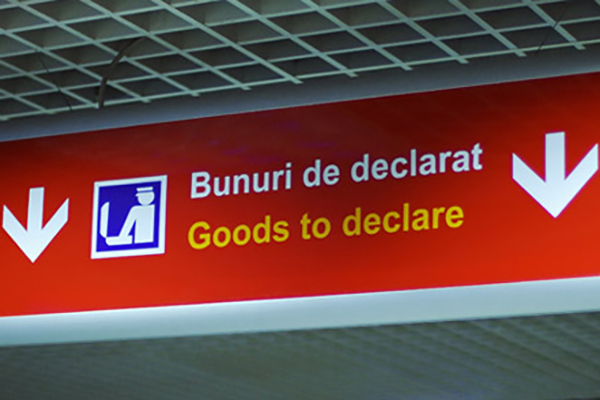 Bunuri de declarat
Goods to declare